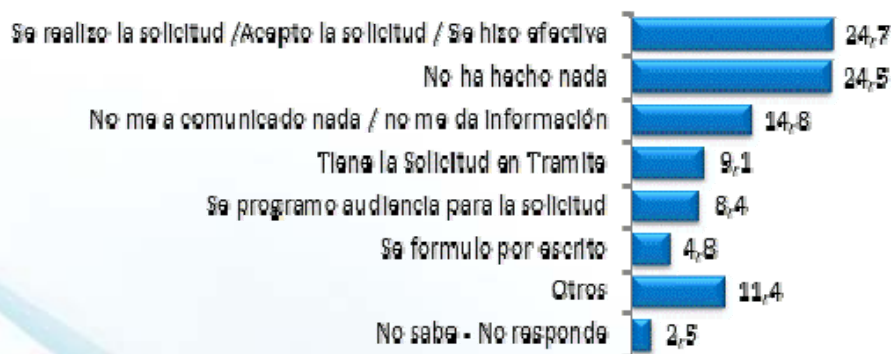 Se realizo la solicitud /Acepto la solicitud / Se hizo efectiva 24,7
No ha hecho nada 24,5
No me a comunicado nada / no me da información 14,8
Tiene la Solicitud en Tramite 9,1
Se programo audiencia para la solicitud 8,4
Se formulo por escrito 4,8
Otros 11,4
No sabe - No responde 2,5